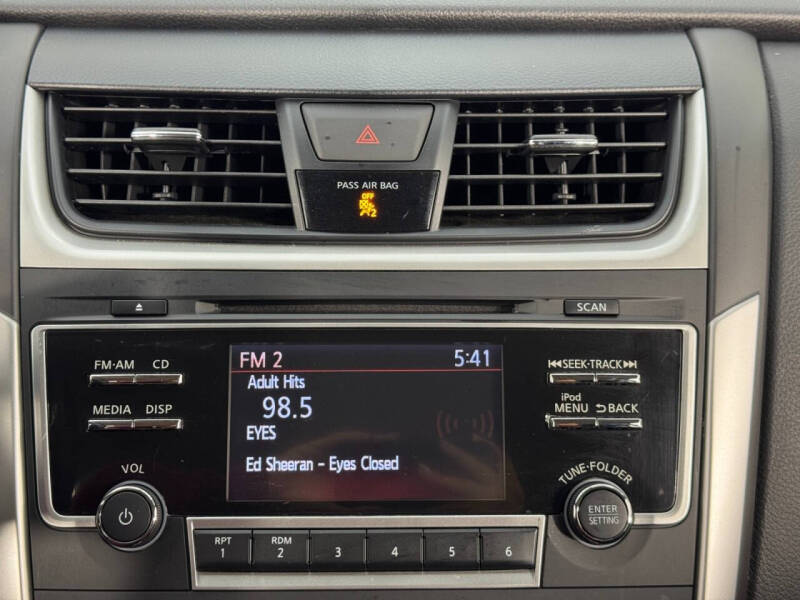 PASS AIR BAG
OFF
2
SCAN
FM·AM CD
MEDIA DISP
VOL
FM 2 5:41
Adult Hits
98.5
EYES
Ed Sheeran - Eyes Closed
SEEK·TRACK
iPod
MENU BACK
TUNE·FOLDER
ENTER
SETTING
RPT RDM
1 2 3 4 5 6